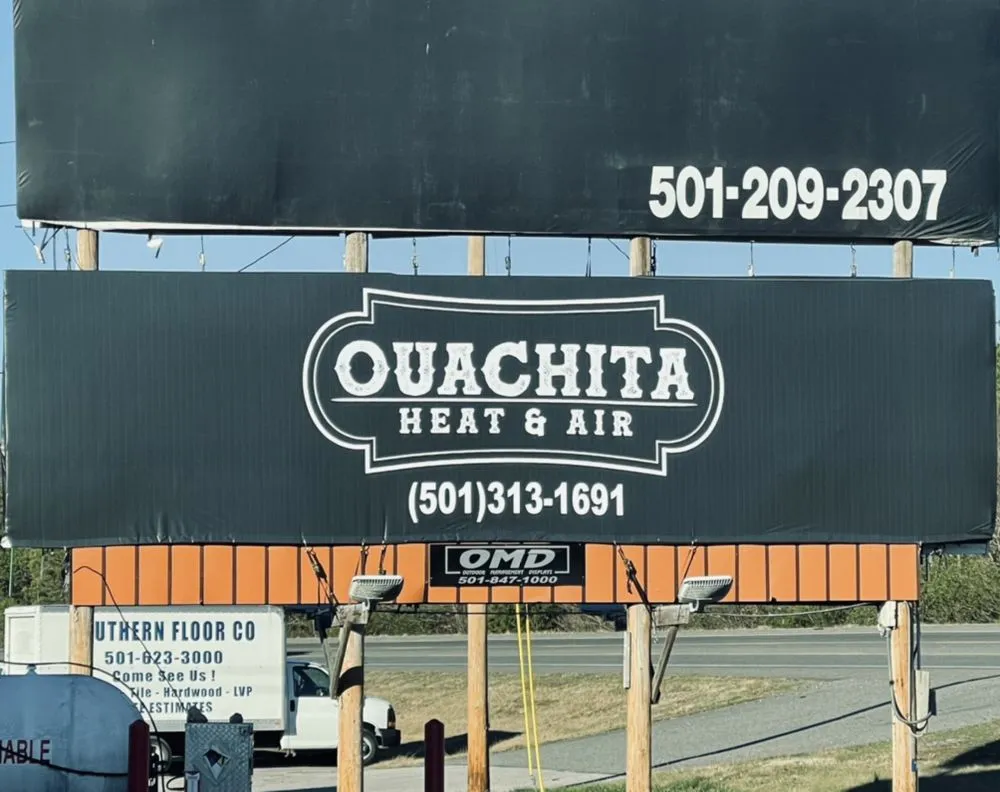 501-209-2307
OUACHITA
HEAT & AIR
(501)313-1691
OMD
OUTDOOR MANAGEMENT DISPLAYS
501-847-1000
UTHERN FLOOR CO
501-623-3000
Come See Us !
Tile - Hardwood - LVP
ESTIMATES
ABLE